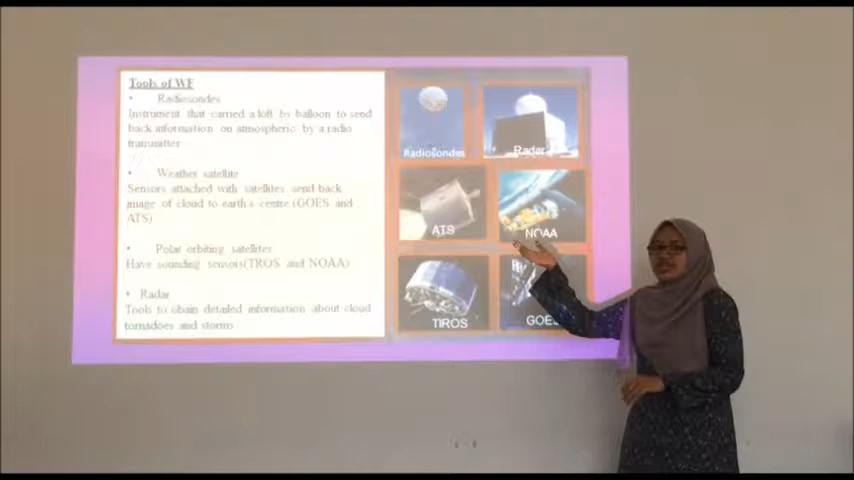 Tools of WF
• Radiosondes
Instrument that carried a loft by balloon to send
back information on atmospheric by a radio
transmitter
• Weather satellite
Sensors attached with satellites send back
image of cloud to earth's centre (GOES and
ATS)
• Polar orbiting satellites
Have sounding sensors(TROS and NOAA)
• Radar
Tools to obain detailed information about cloud
tornadoes and storms
Radiosondes
Radar
ATS
NOAA
TIROS
GOES